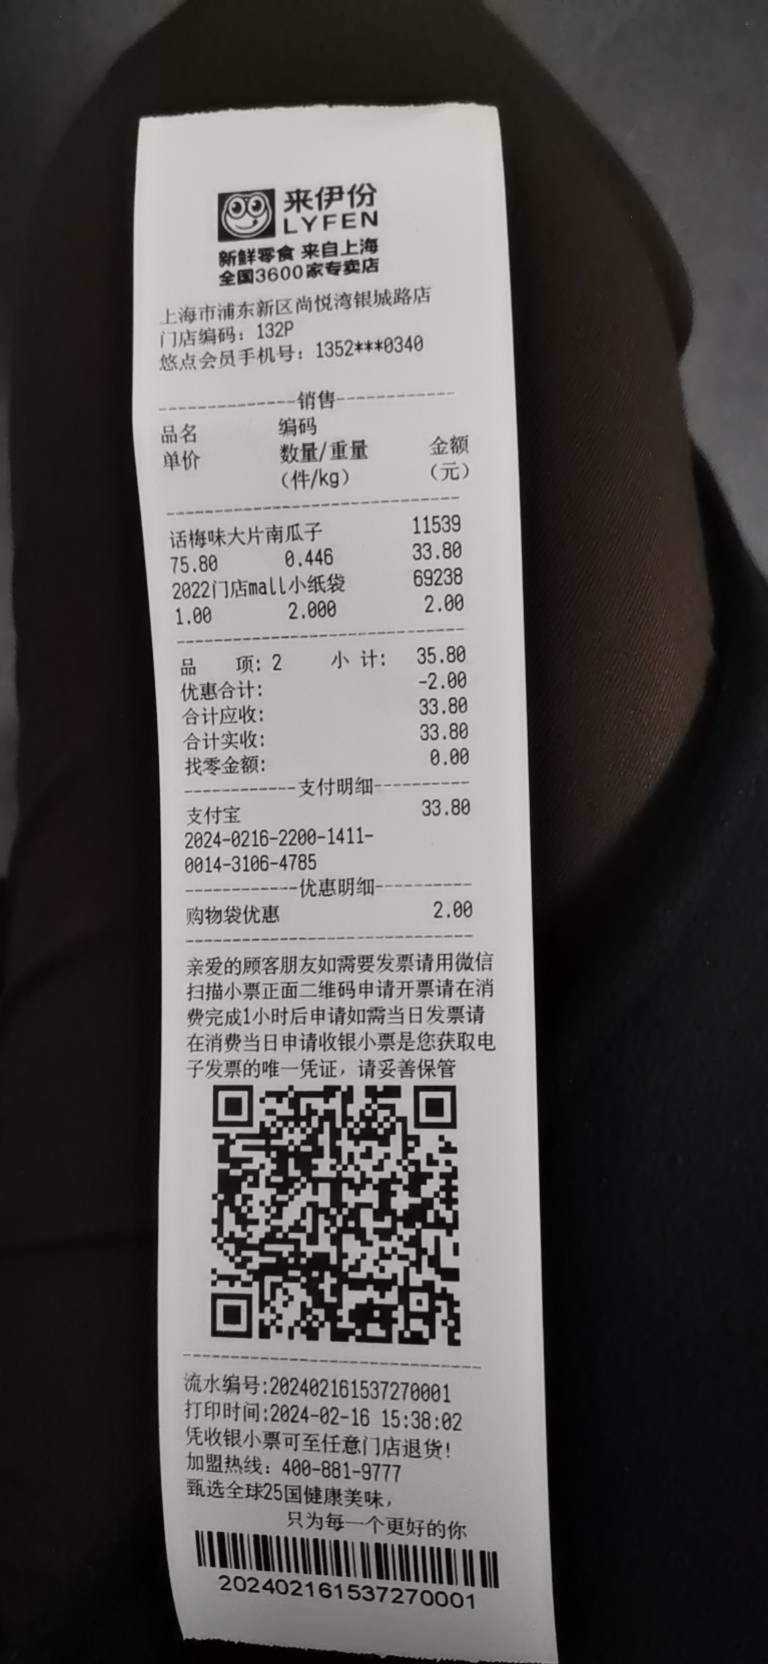 来伊份
LYFEN
新鲜零食 来自上海
全国3600家专卖店
上海市浦东新区尚悦湾银城路店
门店编码：132P
悠点会员手机号：1352***0340
销售
品名 编码
单价 数量/重量 金额
（件/kg） （元）
话梅味大片南瓜子 11539
75.80 0.446 33.80
2022门店mall小纸袋 69238
1.00 2.000 2.00
品 项: 2 小 计: 35.80
优惠合计: -2.00
合计应收: 33.80
合计实收: 33.80
找零金额: 0.00
支付明细
支付宝 33.80
2024-0216-2200-1411-
0014-3106-4785
优惠明细
购物袋优惠 2.00
亲爱的顾客朋友如需要发票请用微信
扫描小票正面二维码申请开票请在消
费完成1小时后申请如需当日发票请
在消费当日申请收银小票是您获取电
子发票的唯一凭证，请妥善保管
流水编号:202402161537270001
打印时间:2024-02-16 15:38:02
凭收银小票可至任意门店退货!
加盟热线：400-881-9777
甄选全球25国健康美味，
只为每一个更好的你
202402161537270001